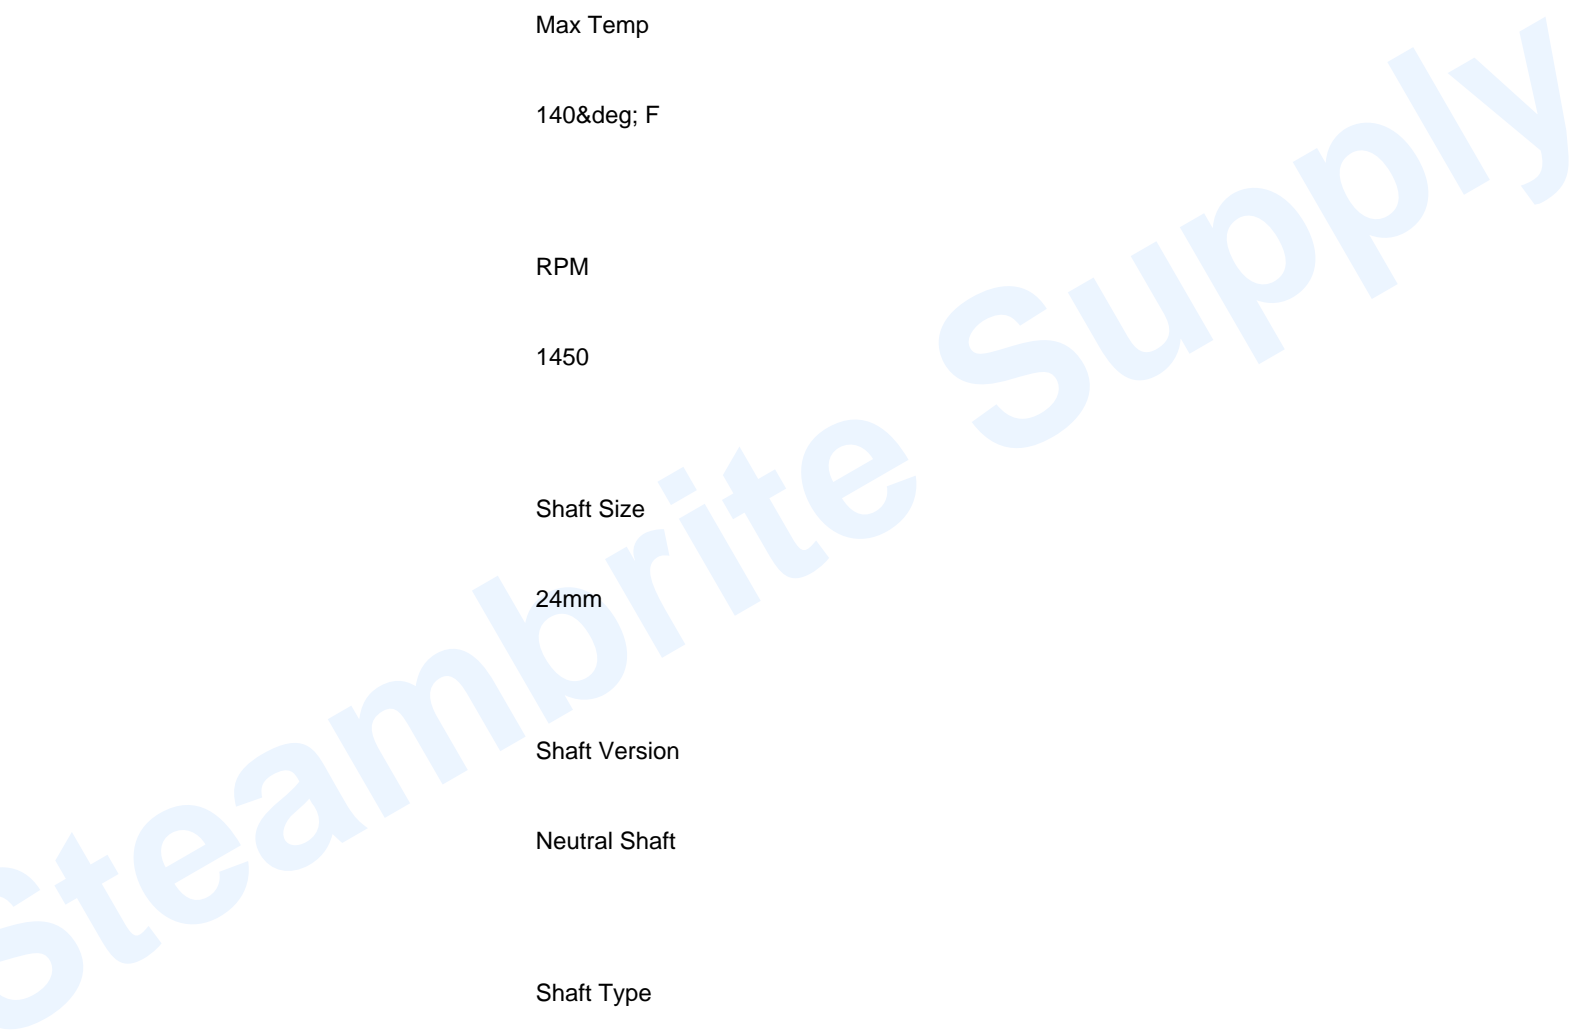 Max Temp
140&deg; F
RPM
1450
Shaft Size
24mm
Shaft Version
Neutral Shaft
Shaft Type
Steambrite Supply